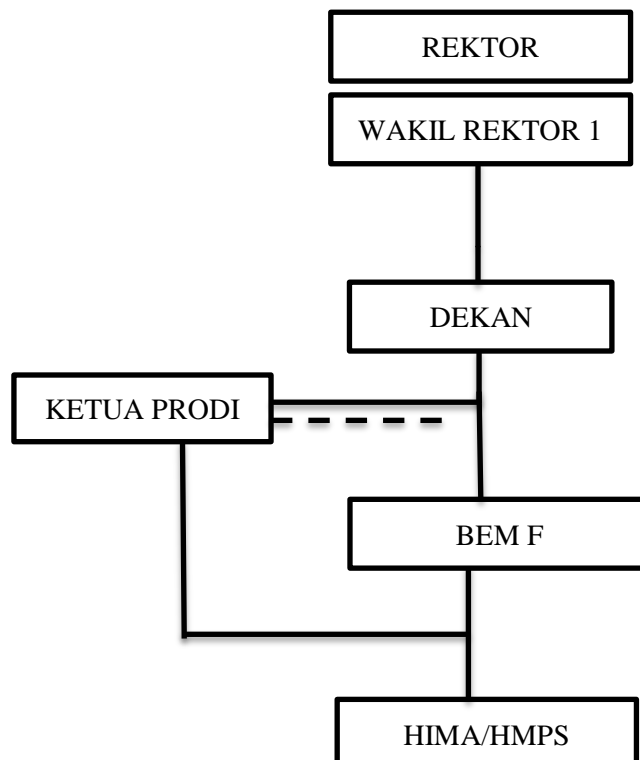 REKTOR
WAKIL REKTOR 1
DEKAN
KETUA PRODI
BEM F
HIMA/HMPS